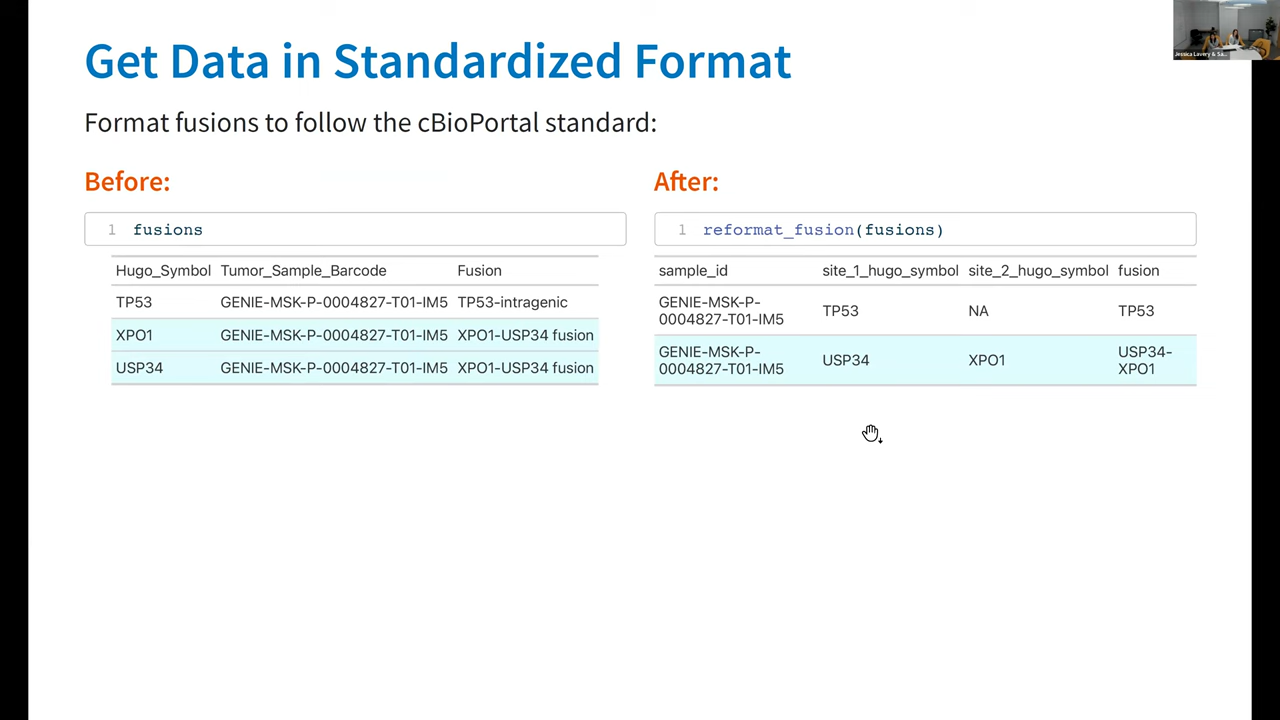 Get Data in Standardized Format
Jessica Lavery & Sa...
Format fusions to follow the cBioPortal standard:
Before:
1 fusions
Hugo_Symbol Tumor_Sample_Barcode Fusion
TP53 GENIE-MSK-P-0004827-T01-IM5 TP53-intragenic
XPO1 GENIE-MSK-P-0004827-T01-IM5 XPO1-USP34 fusion
USP34 GENIE-MSK-P-0004827-T01-IM5 XPO1-USP34 fusion
After:
1 reformat_fusion(fusions)
sample_id site_1_hugo_symbol site_2_hugo_symbol fusion
GENIE-MSK-P-
0004827-T01-IM5 TP53 NA TP53
GENIE-MSK-P-
0004827-T01-IM5 USP34 XPO1 USP34-
XPO1